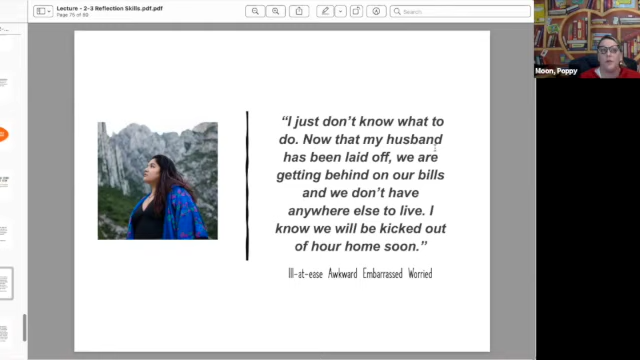 Lecture - 2-3 Reflection Skills.pdf.pdf
Page 75 of 89
Search
Moon, Poppy
“I just don’t know what to
do. Now that my husband
has been laid off, we are
getting behind on our bills
and we don’t have
anywhere else to live. I
know we will be kicked out
of hour home soon.”
Ill-at-ease Awkward Embarrassed Worried